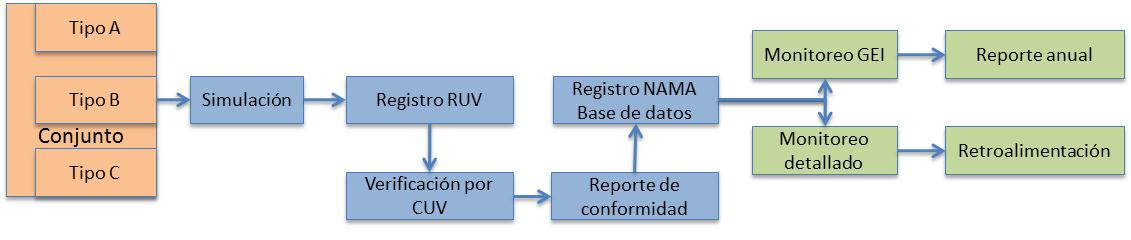 Tipo A
Tipo B
Conjunto
Tipo C
Simulación
Registro RUV
Verificación por
CUV
Reporte de
conformidad
Registro NAMA
Base de datos
Monitoreo GEI
Reporte anual
Monitoreo
detallado
Retroalimentación